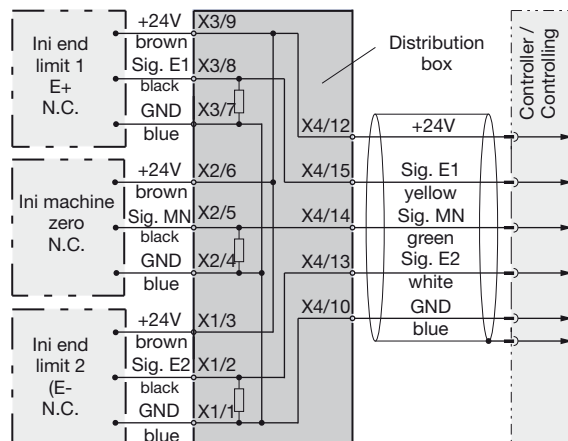 Ini end
limit 1
E+
N.C.
+24V
brown
Sig. E1
black
GND
blue
X3/9
X3/8
X3/7
Ini machine
zero
N.C.
+24V
brown
Sig. MN
black
GND
blue
X2/6
X2/5
X2/4
Ini end
limit 2
(E-
N.C.
+24V
brown
Sig. E2
black
GND
blue
X1/3
X1/2
X1/1
Distribution
box
X4/12
X4/15
X4/14
X4/13
X4/10
+24V
Sig. E1
yellow
Sig. MN
green
Sig. E2
white
GND
blue
Controller /
Controlling